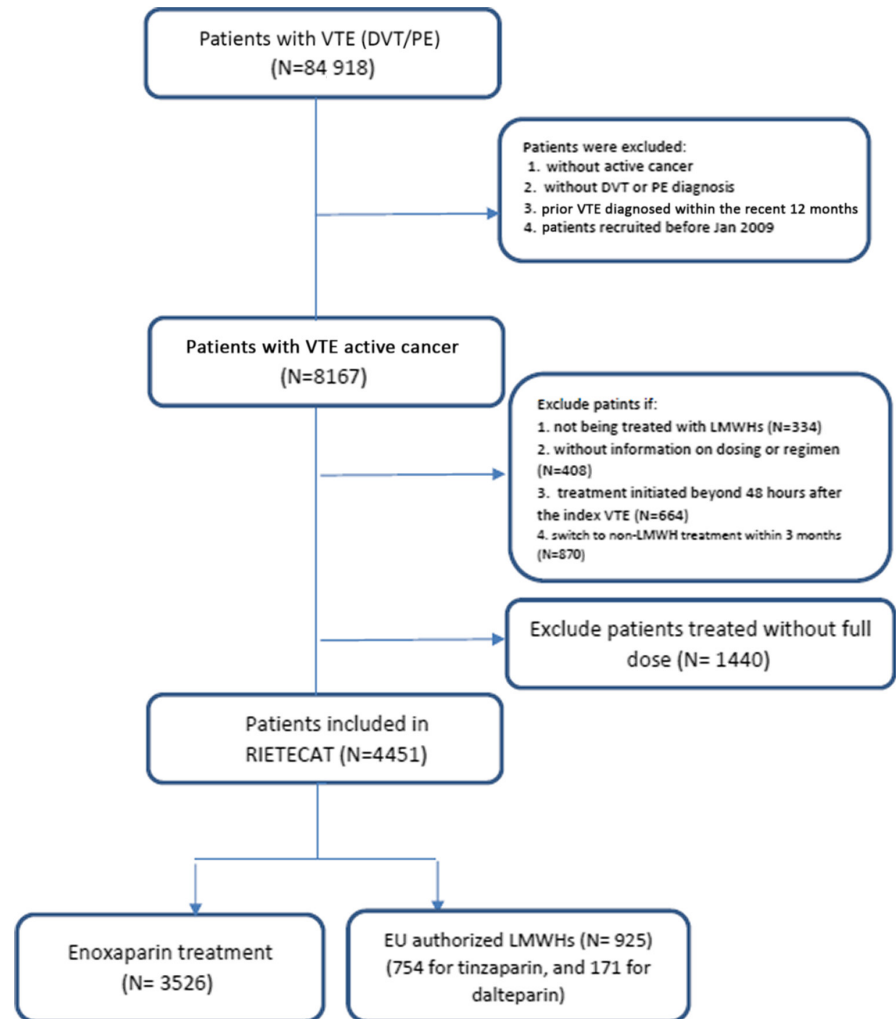 Patients with VTE (DVT/PE)
(N=84 918)
Patients were excluded:
1. without active cancer
2. without DVT or PE diagnosis
3. prior VTE diagnosed within the recent 12 months
4. patients recruited before Jan 2009
Patients with VTE active cancer
(N=8167)
Exclude patints if:
1. not being treated with LMWHs (N=334)
2. without information on dosing or regimen
(N=408)
3. treatment initiated beyond 48 hours after
the index VTE (N=664)
4. switch to non-LMWH treatment within 3 months
(N=870)
Exclude patients treated without full
dose (N= 1440)
Patients included in
RIETECAT (N=4451)
Enoxaparin treatment
(N= 3526)
EU authorized LMWHs (N= 925)
(754 for tinzaparin, and 171 for
dalteparin)